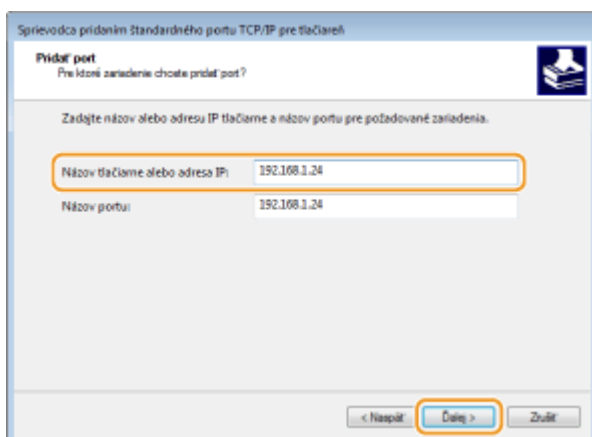 Sprievodca pridaním štandardného portu TCP/IP pre tlačiareň
Pridať port
Pre ktoré zariadenie chcete pridať port?
Zadajte názov alebo adresu IP tlačiarne a názov portu pre požadované zariadenia.
Názov tlačiarne alebo adresa IP: 192.168.1.24
Názov portu: 192.168.1.24
< Naspäť Ďalej > Zrušiť